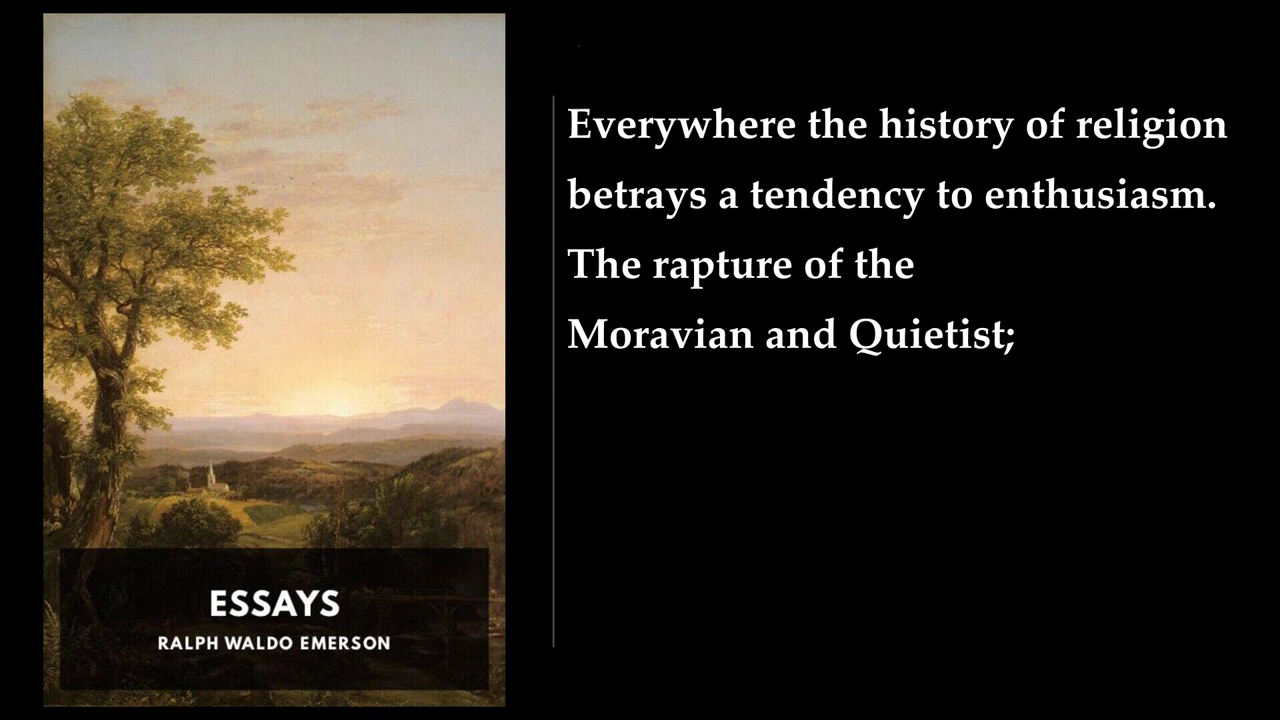 Everywhere the history of religion
betrays a tendency to enthusiasm.
The rapture of the
Moravian and Quietist;
ESSAYS
RALPH WALDO EMERSON